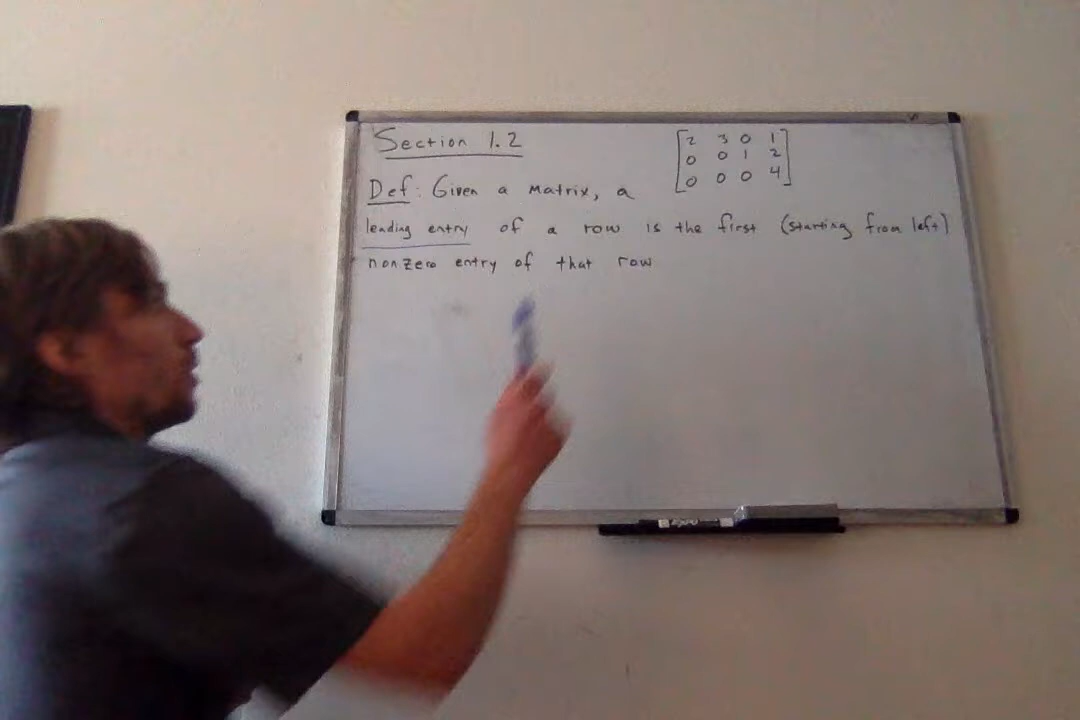 Section 1.2
2 3 0 1
0 0 1 2
0 0 0 4
Def: Given a matrix, a
leading entry of a row is the first (starting from left)
nonzero entry of that row